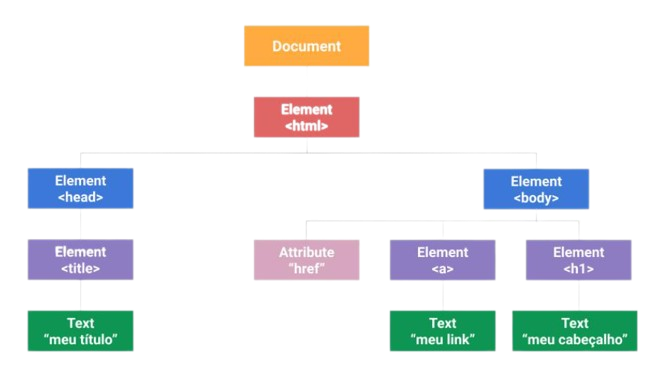 Document
Element
<html>
Element
<head>
Element
<body>
Element
<title>
Attribute
“href”
Element
<a>
Element
<h1>
Text
“meu título”
Text
“meu link”
Text
“meu cabeçalho”